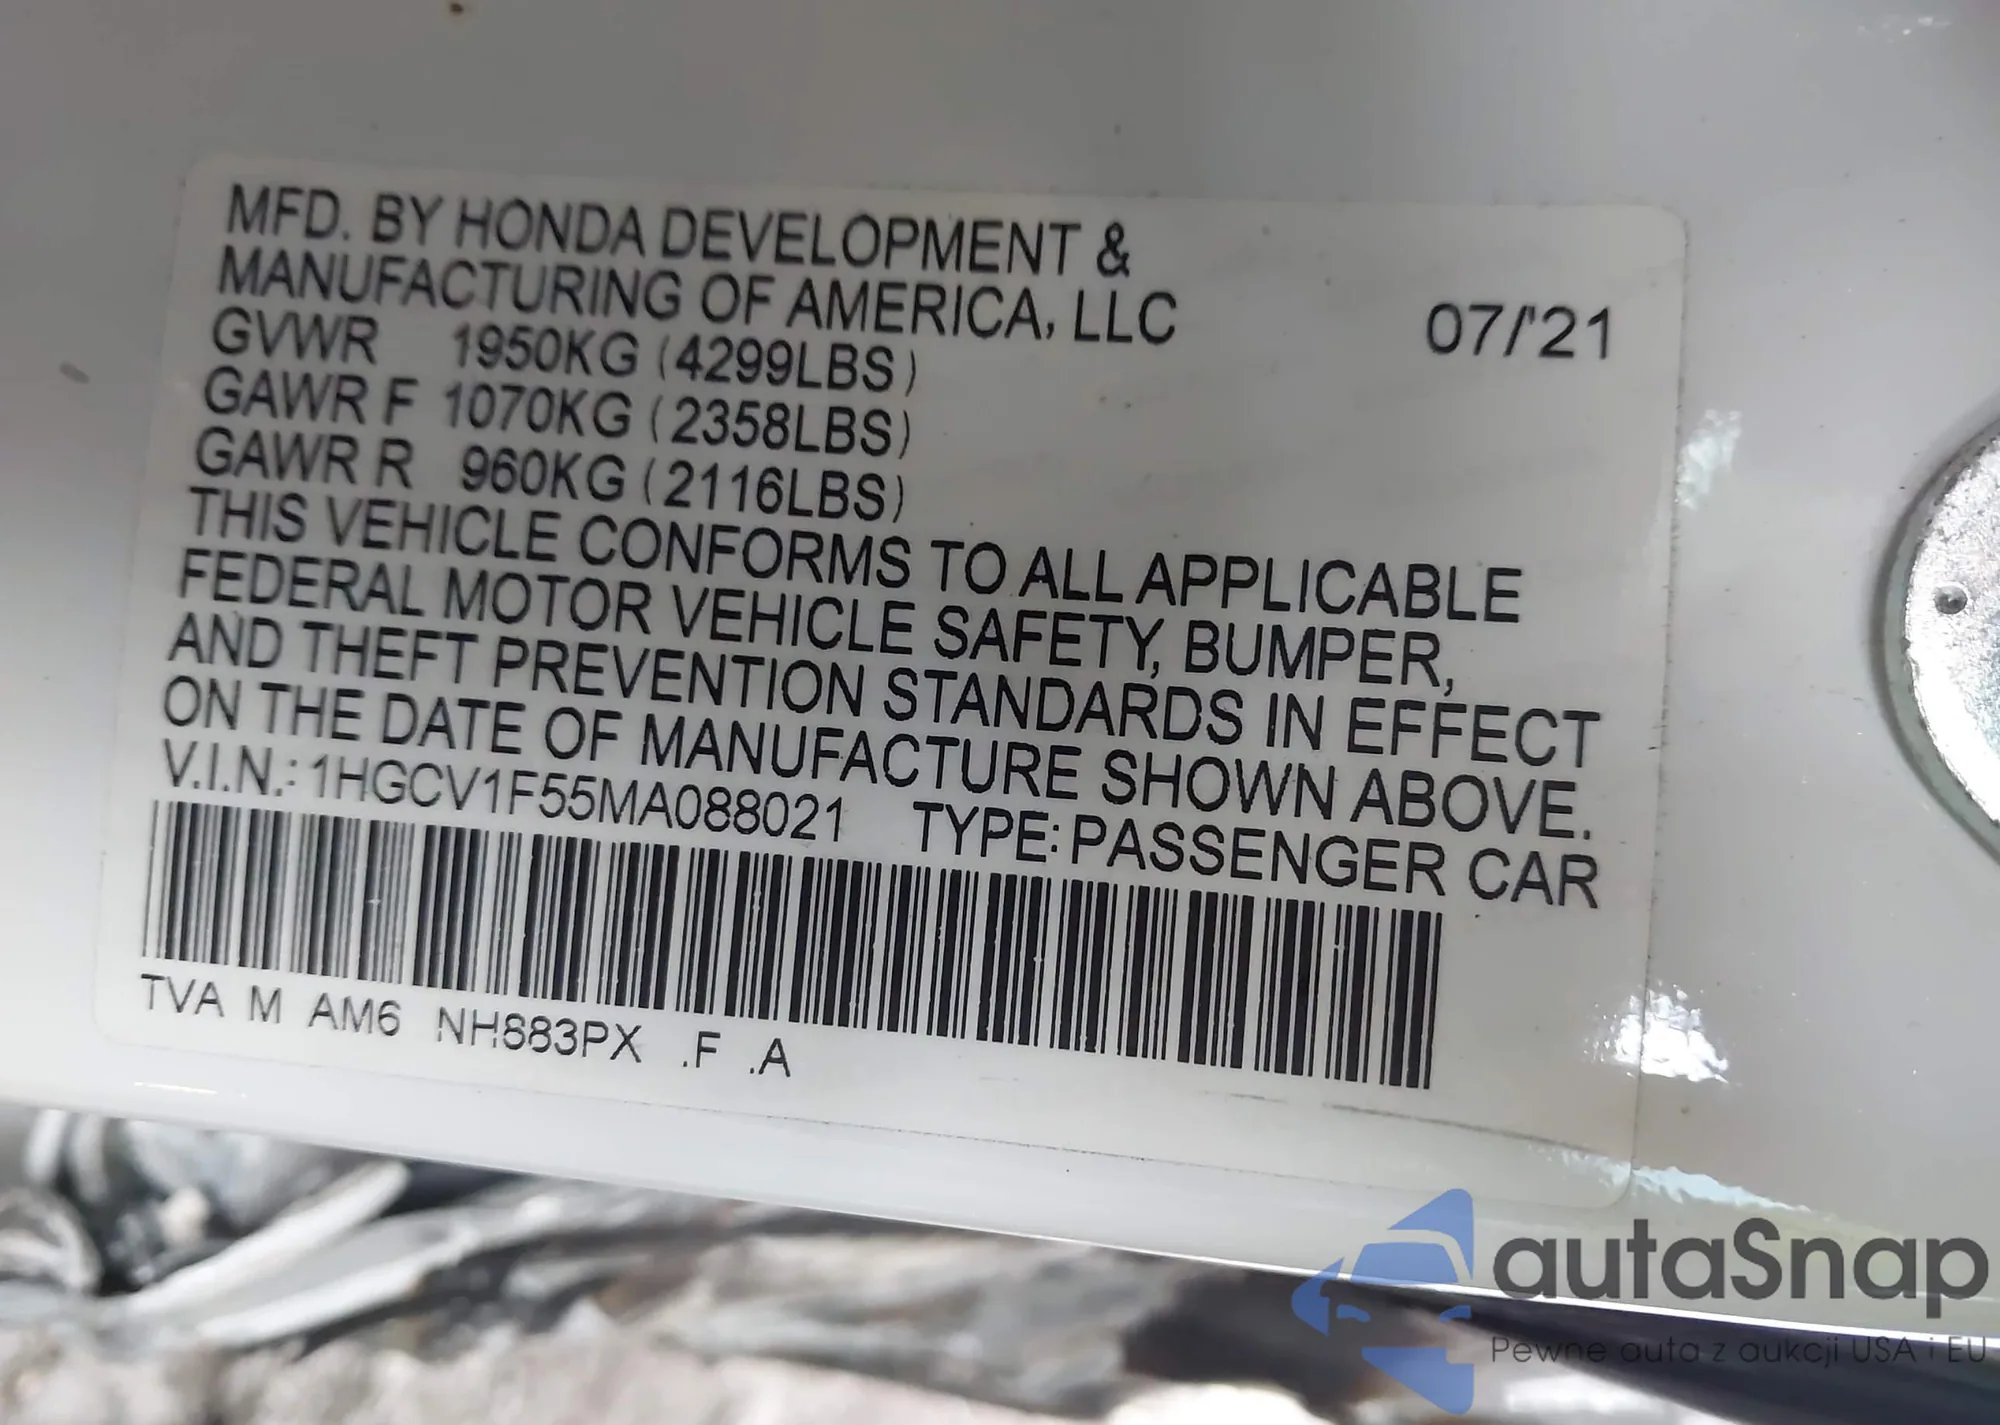 MFD. BY HONDA DEVELOPMENT &
MANUFACTURING OF AMERICA, LLC 07/'21
GVWR 1950KG (4299LBS)
GAWR F 1070KG (2358LBS)
GAWR R 960KG (2116LBS)
THIS VEHICLE CONFORMS TO ALL APPLICABLE
FEDERAL MOTOR VEHICLE SAFETY, BUMPER,
AND THEFT PREVENTION STANDARDS IN EFFECT
ON THE DATE OF MANUFACTURE SHOWN ABOVE.
V.I.N.: 1HGCV1F55MA088021 TYPE: PASSENGER CAR
TVA M AM6 NH883PX .F .A
autaSnap
Pewne auta z aukcji USA i EU